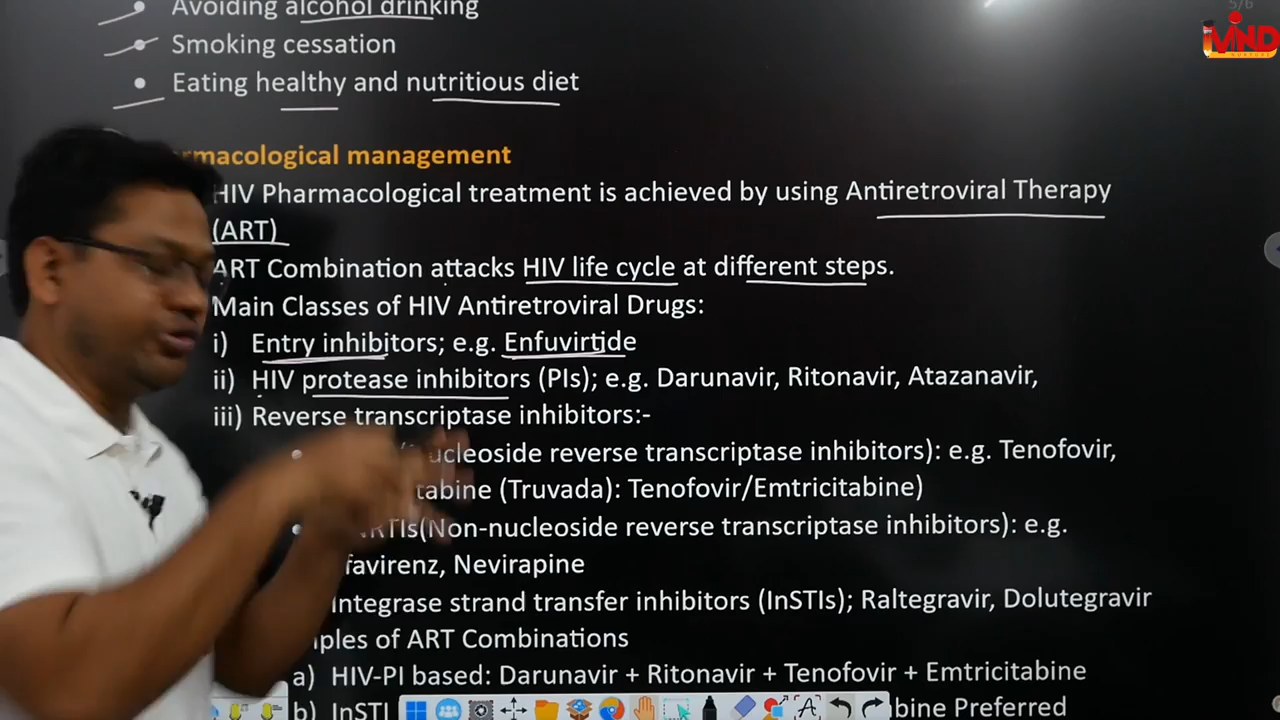 Avoiding alcohol drinking
5/6
Smoking cessation
Eating healthy and nutritious diet
rmacological management
HIV Pharmacological treatment is achieved by using Antiretroviral Therapy
(ART)
ART Combination attacks HIV life cycle at different steps.
Main Classes of HIV Antiretroviral Drugs:
i) Entry inhibitors; e.g. Enfuvirtide
ii) HIV protease inhibitors (PIs); e.g. Darunavir, Ritonavir, Atazanavir,
iii) Reverse transcriptase inhibitors:-
ucleoside reverse transcriptase inhibitors): e.g. Tenofovir,
tabine (Truvada): Tenofovir/Emtricitabine)
RTIs(Non-nucleoside reverse transcriptase inhibitors): e.g.
favirenz, Nevirapine
Integrase strand transfer inhibitors (InSTIs); Raltegravir, Dolutegravir
ples of ART Combinations
a) HIV-PI based: Darunavir + Ritonavir + Tenofovir + Emtricitabine
b) InSTI bine Preferred